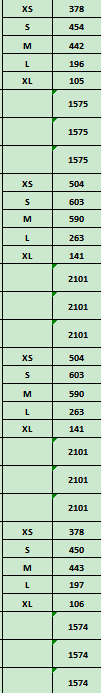 XS 378
S 454
M 442
L 196
XL 105
1575
1575
1575
XS 504
S 603
M 590
L 263
XL 141
2101
2101
2101
XS 504
S 603
M 590
L 263
XL 141
2101
2101
2101
XS 378
S 450
M 443
L 197
XL 106
1574
1574
1574